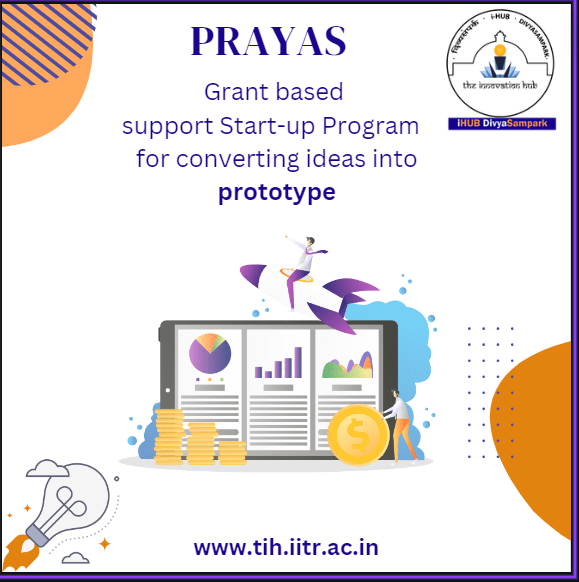 PRAYAS
Grant based
support Start-up Program
for converting ideas into
prototype
i-HUB · DIVYASAMPARK
the innovation hub
iHUB DivyaSampark
www.tih.iitr.ac.in